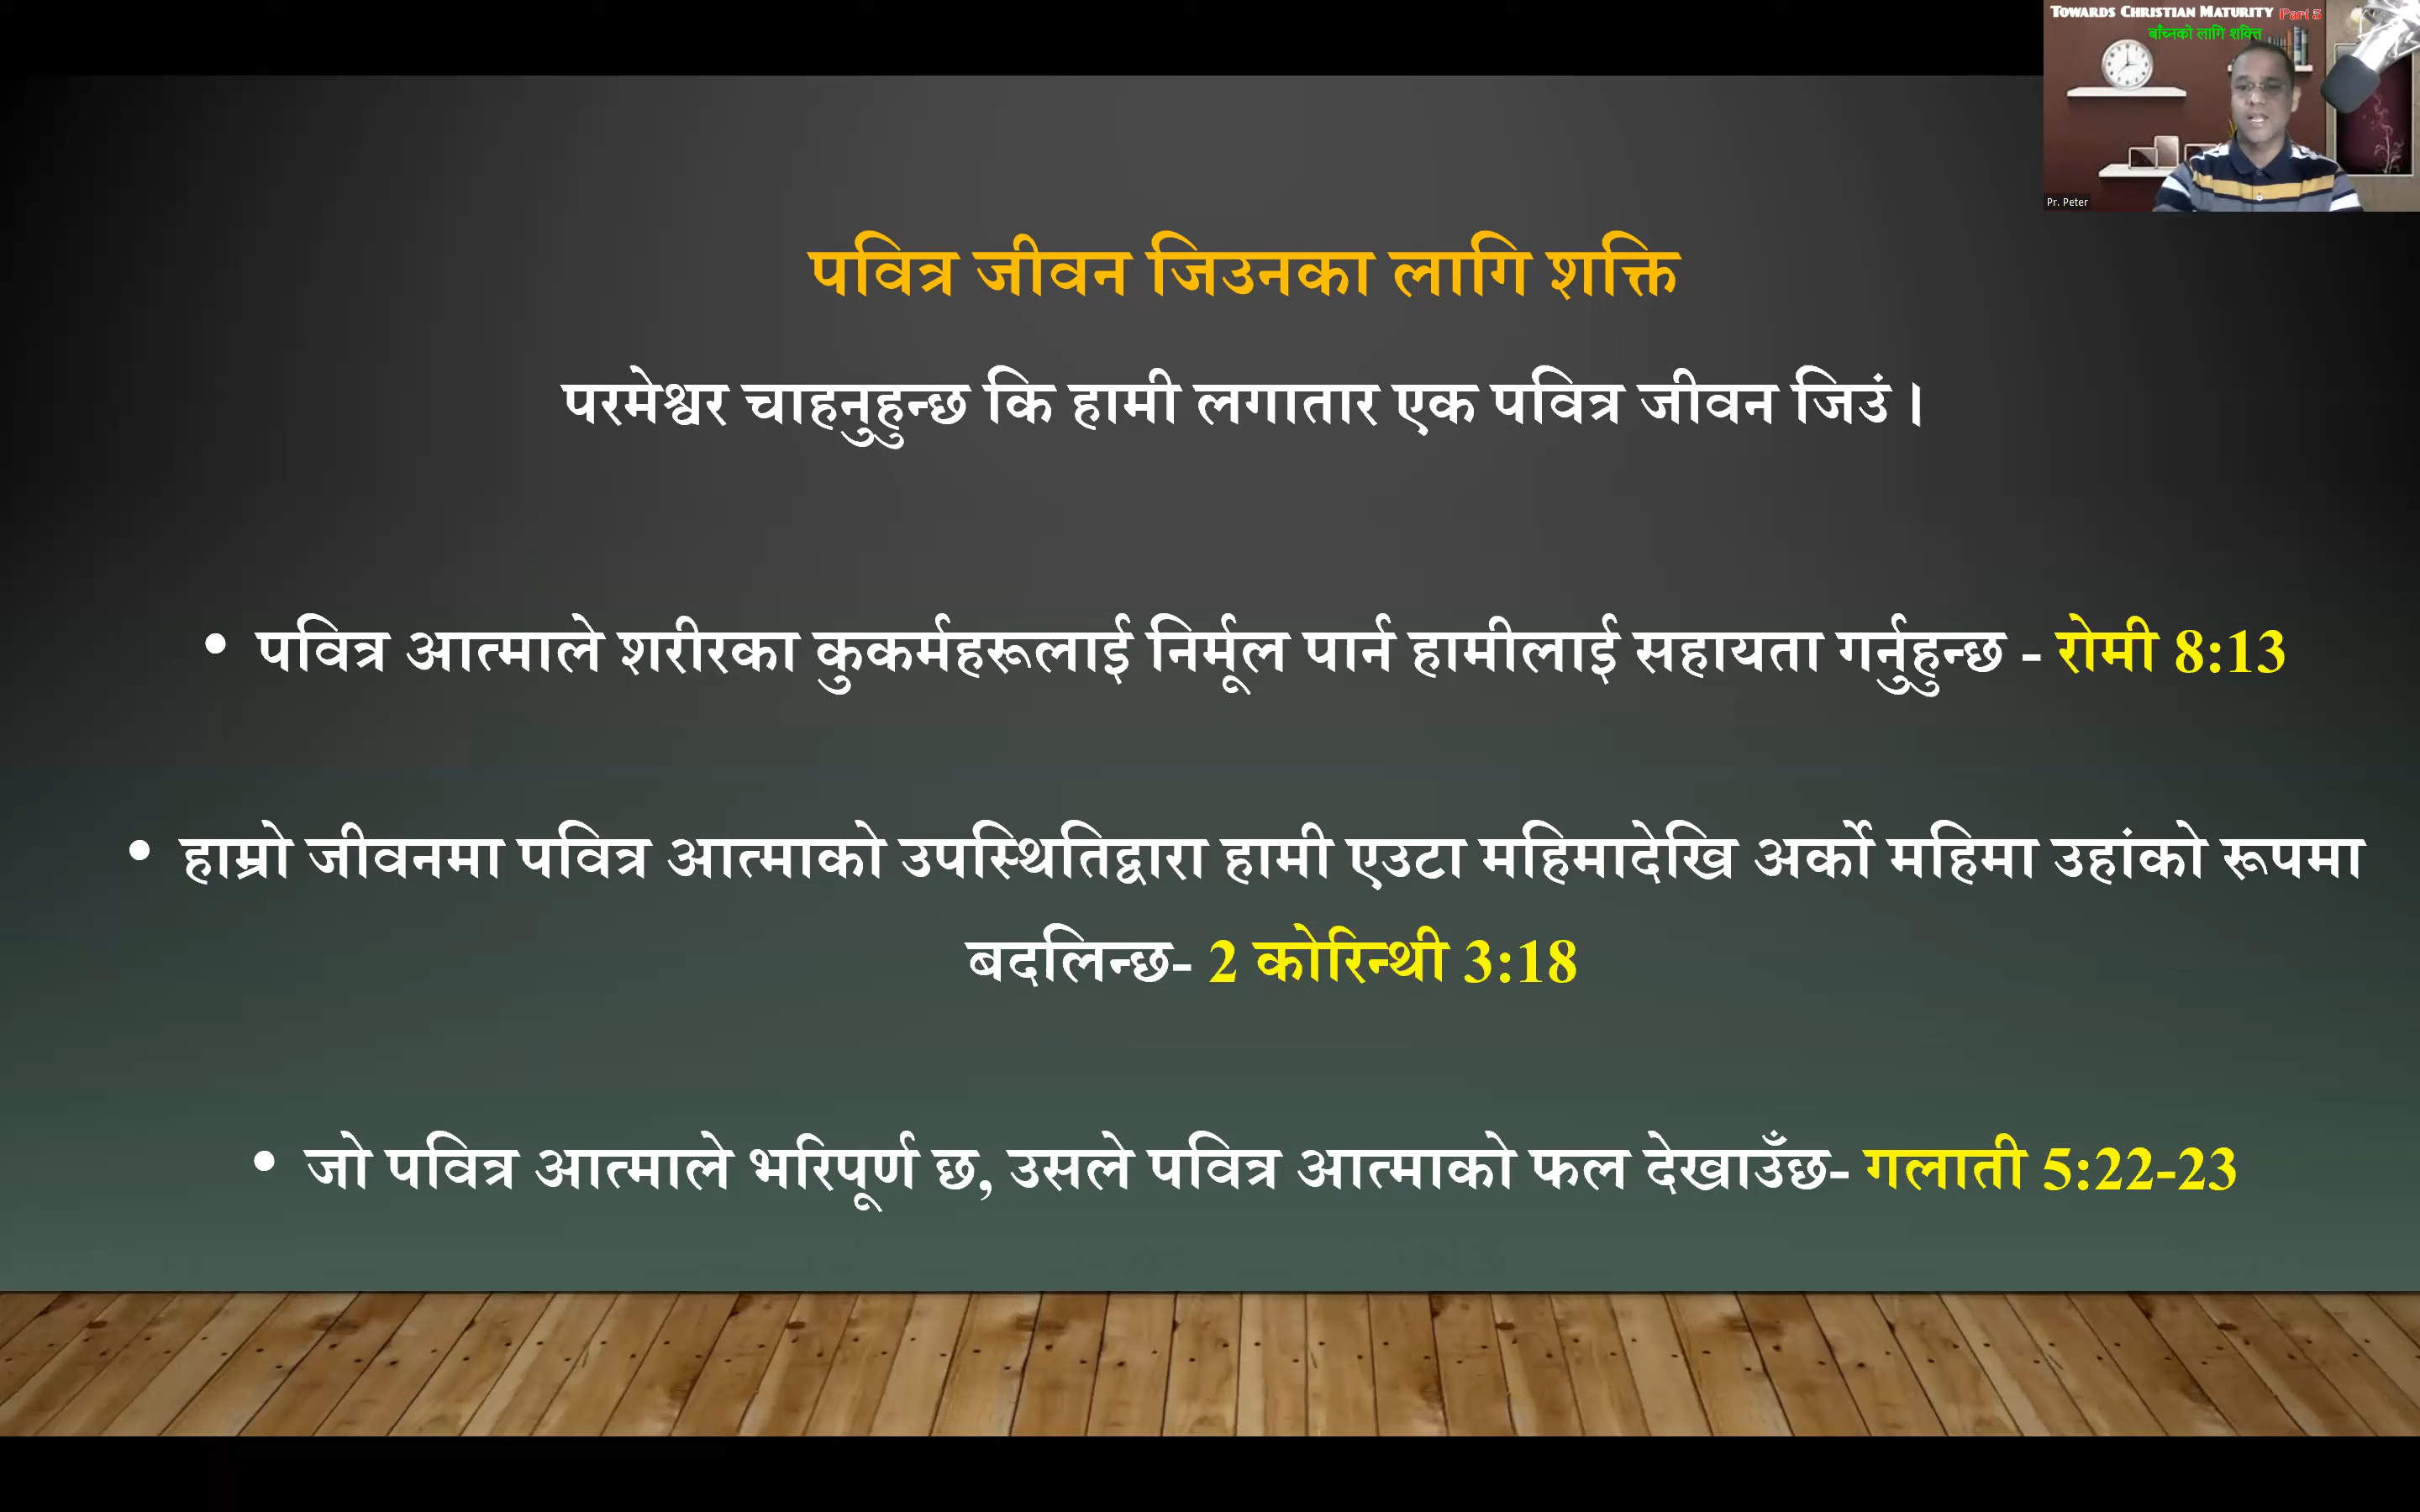 TOWARDS CHRISTIAN MATURITY Part 5
बाँच्नको लागि शक्ति
Pr. Peter
पवित्र जीवन जिउनका लागि शक्ति
परमेश्वर चाहनुहुन्छ कि हामी लगातार एक पवित्र जीवन जिउं ।
• पवित्र आत्माले शरीरका कुकर्महरूलाई निर्मूल पार्न हामीलाई सहायता गर्नुहुन्छ - रोमी 8:13
• हाम्रो जीवनमा पवित्र आत्माको उपस्थितिद्वारा हामी एउटा महिमादेखि अर्को महिमा उहांको रूपमा
बदलिन्छ- 2 कोरिन्थी 3:18
• जो पवित्र आत्माले भरिपूर्ण छ, उसले पवित्र आत्माको फल देखाउँछ- गलाती 5:22-23